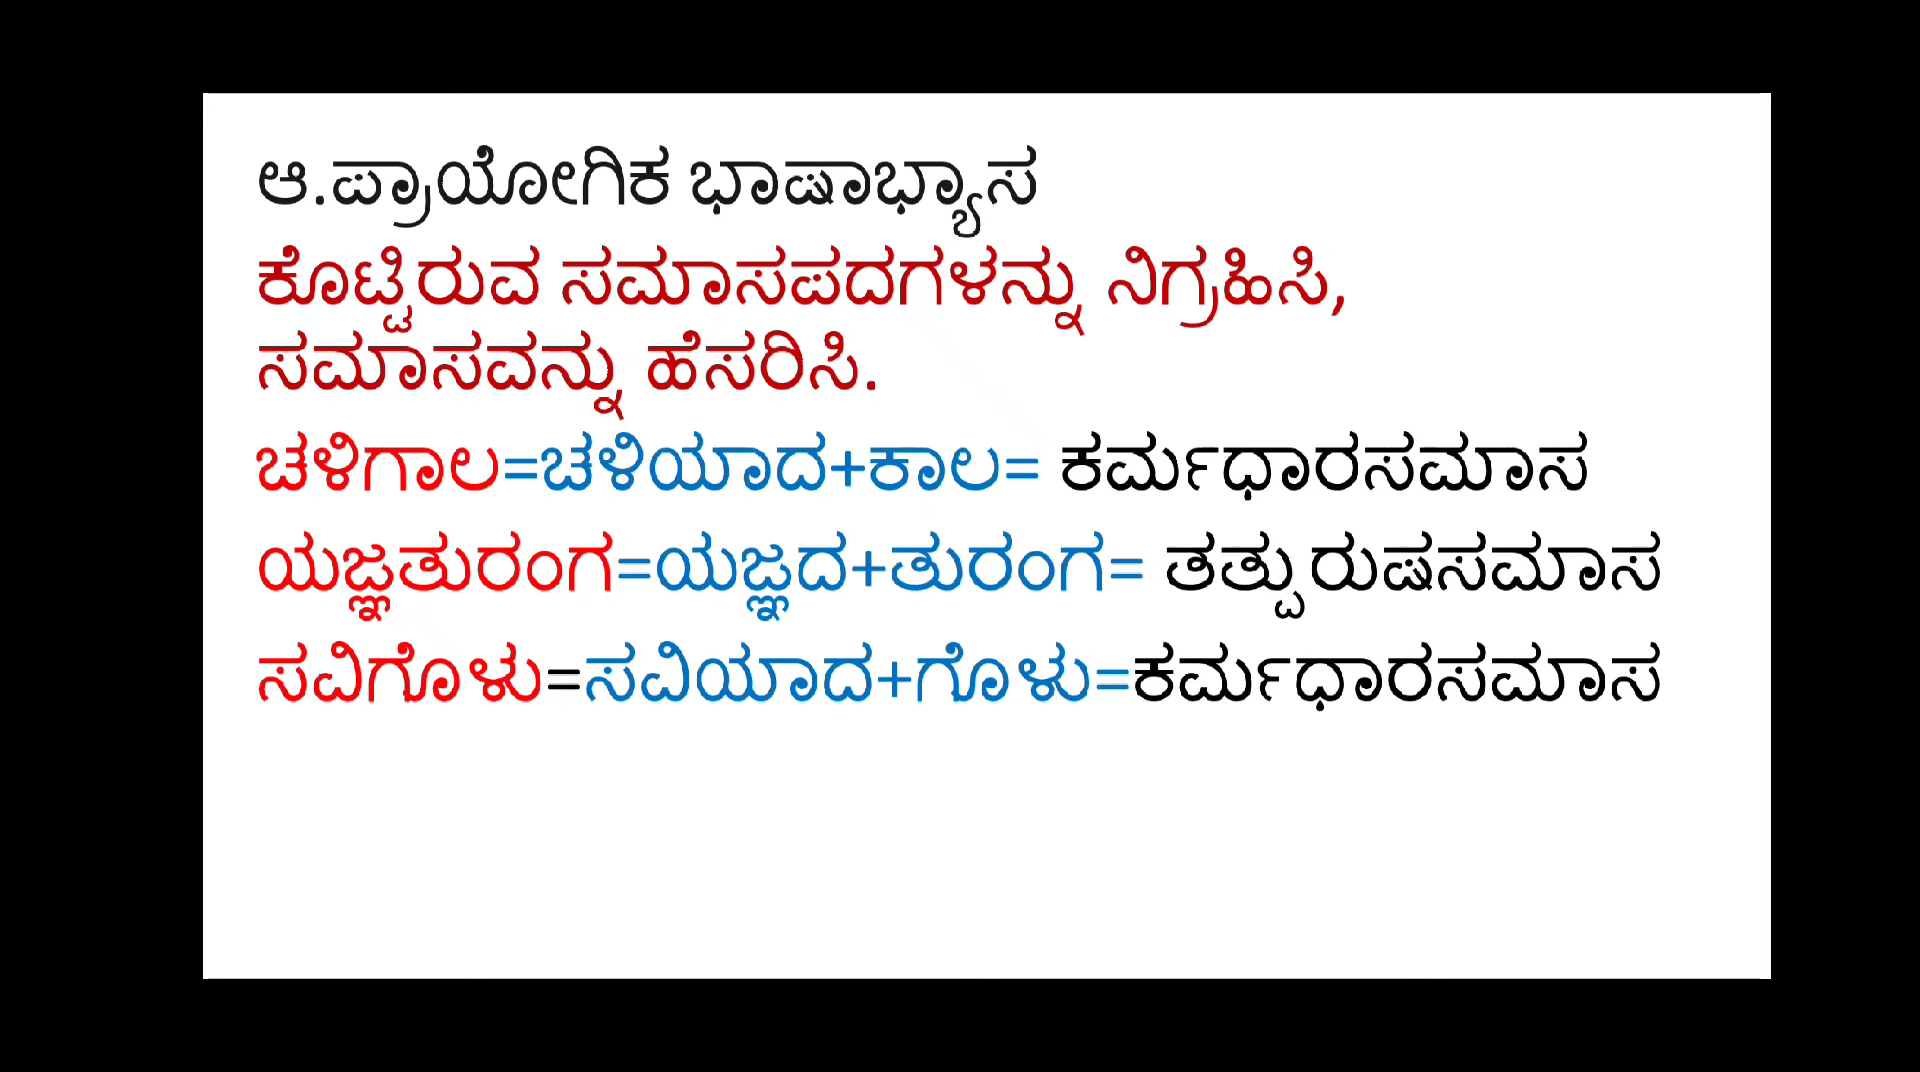 ಆ.ಪ್ರಾಯೋಗಿಕ ಭಾಷಾಭ್ಯಾಸ
ಕೊಟ್ಟಿರುವ ಸಮಾಸಪದಗಳನ್ನು ನಿಗ್ರಹಿಸಿ,
ಸಮಾಸವನ್ನು ಹೆಸರಿಸಿ.
ಚಳಿಗಾಲ=ಚಳಿಯಾದ+ಕಾಲ= ಕರ್ಮಧಾರಸಮಾಸ
ಯಜ್ಞತುರಂಗ=ಯಜ್ಞದ+ತುರಂಗ= ತತ್ಪುರುಷಸಮಾಸ
ಸವಿಗೊಳು=ಸವಿಯಾದ+ಗೊಳು=ಕರ್ಮಧಾರಸಮಾಸ